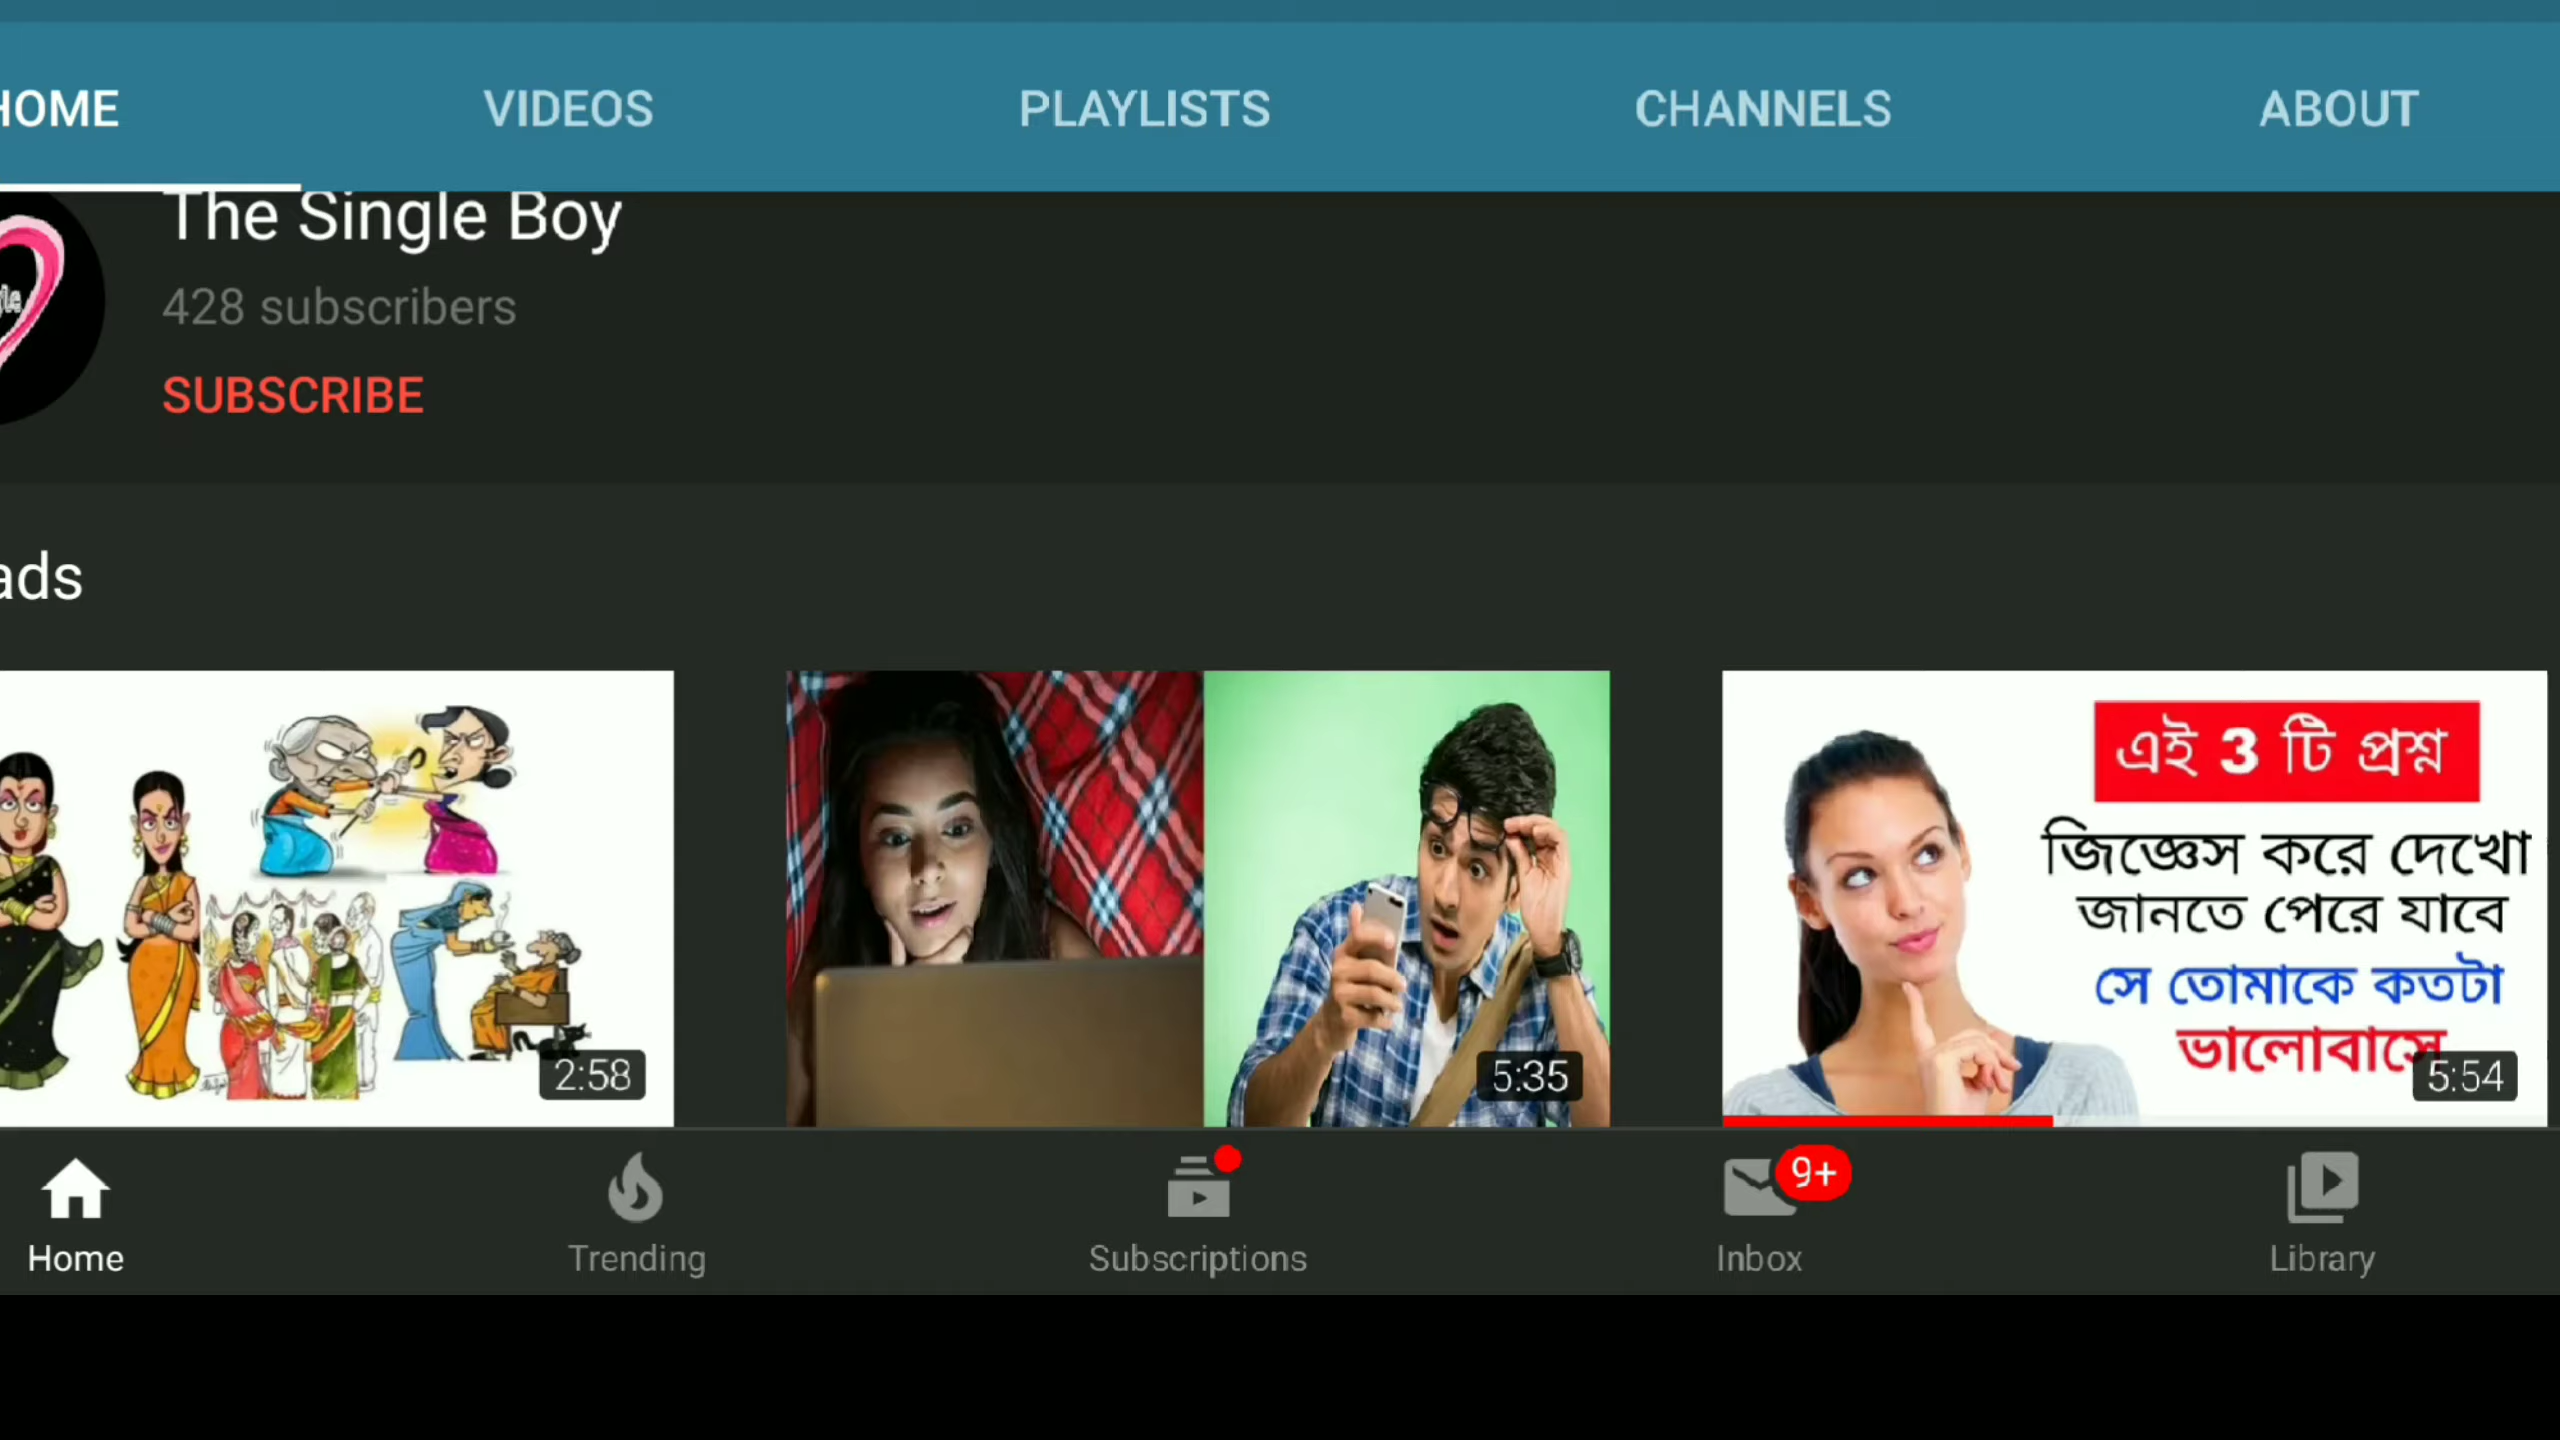 HOME VIDEOS PLAYLISTS CHANNELS ABOUT
The Single Boy
428 subscribers
SUBSCRIBE
ads
2:58
5:35
এই 3 টি প্রশ্ন
জিজ্ঞেস করে দেখো
জানতে পেরে যাবে
সে তোমাকে কতটা
ভালোবাসে
5:54
9+
Home Trending Subscriptions Inbox Library